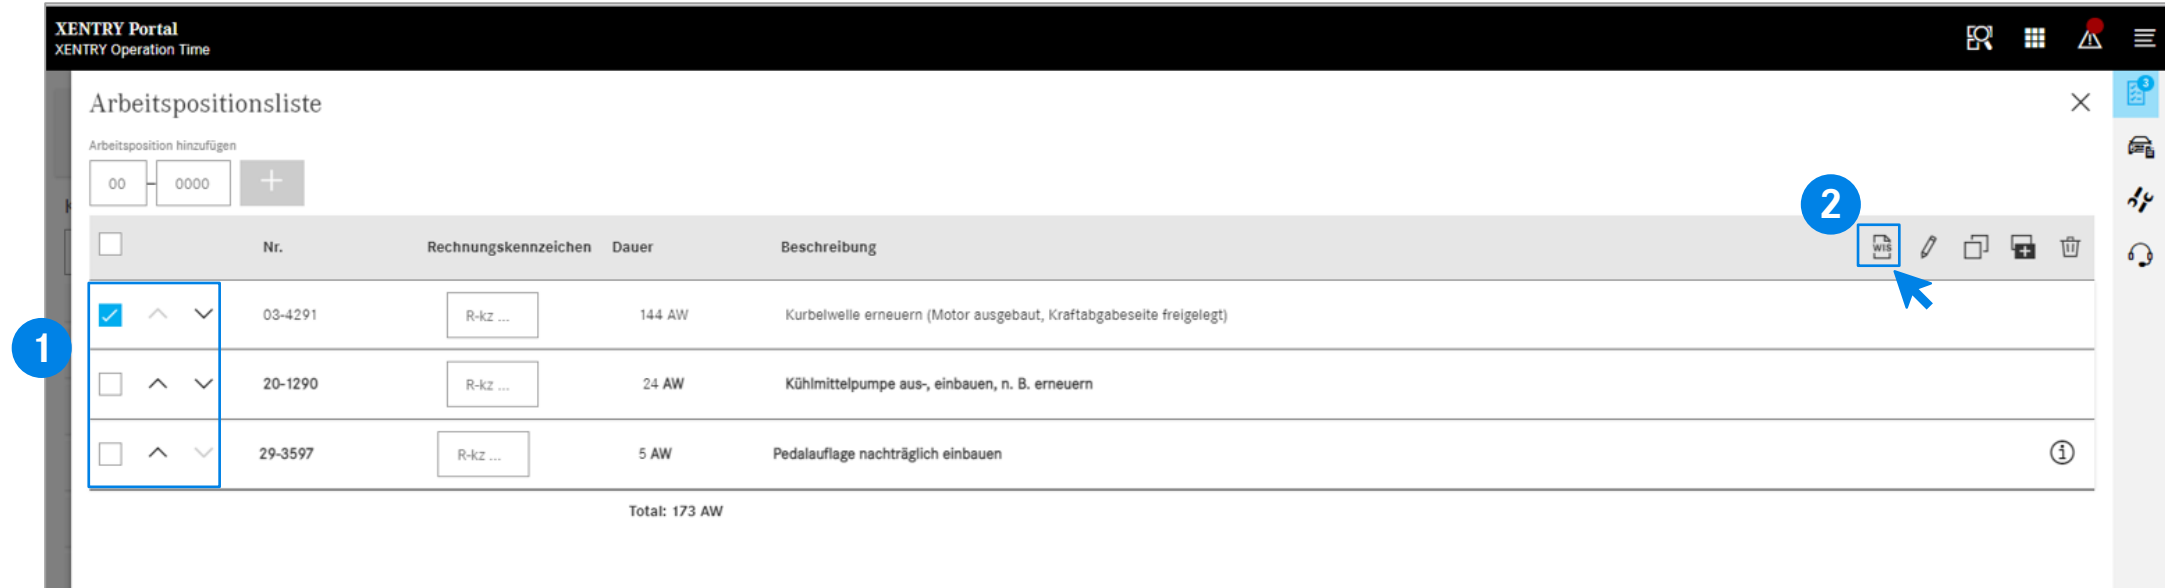 XENTRY Portal
XENTRY Operation Time
3
Arbeitspositionsliste
Arbeitsposition hinzufügen
00 – 0000 +
2
Nr. Rechnungskennzeichen Dauer Beschreibung WIS
1
03-4291 R-kz ... 144 AW Kurbelwelle erneuern (Motor ausgebaut, Kraftabgabeseite freigelegt)
20-1290 R-kz ... 24 AW Kühlmittelpumpe aus-, einbauen, n. B. erneuern
29-3597 R-kz ... 5 AW Pedalauflage nachträglich einbauen
Total: 173 AW